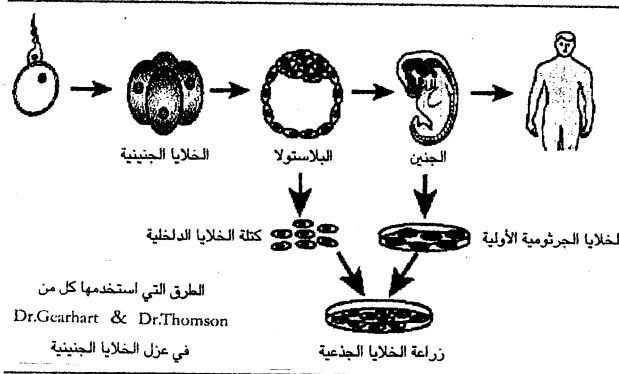 الخلايا الجنينية
البلاستولا
الجنين
كتلة الخلايا الداخلية
لخلايا الجرثومية الأولية
الطرق التي استخدمها كل من
Dr.Gearhart & Dr.Thomson
في عزل الخلايا الجنينية
زراعة الخلايا الجذعية